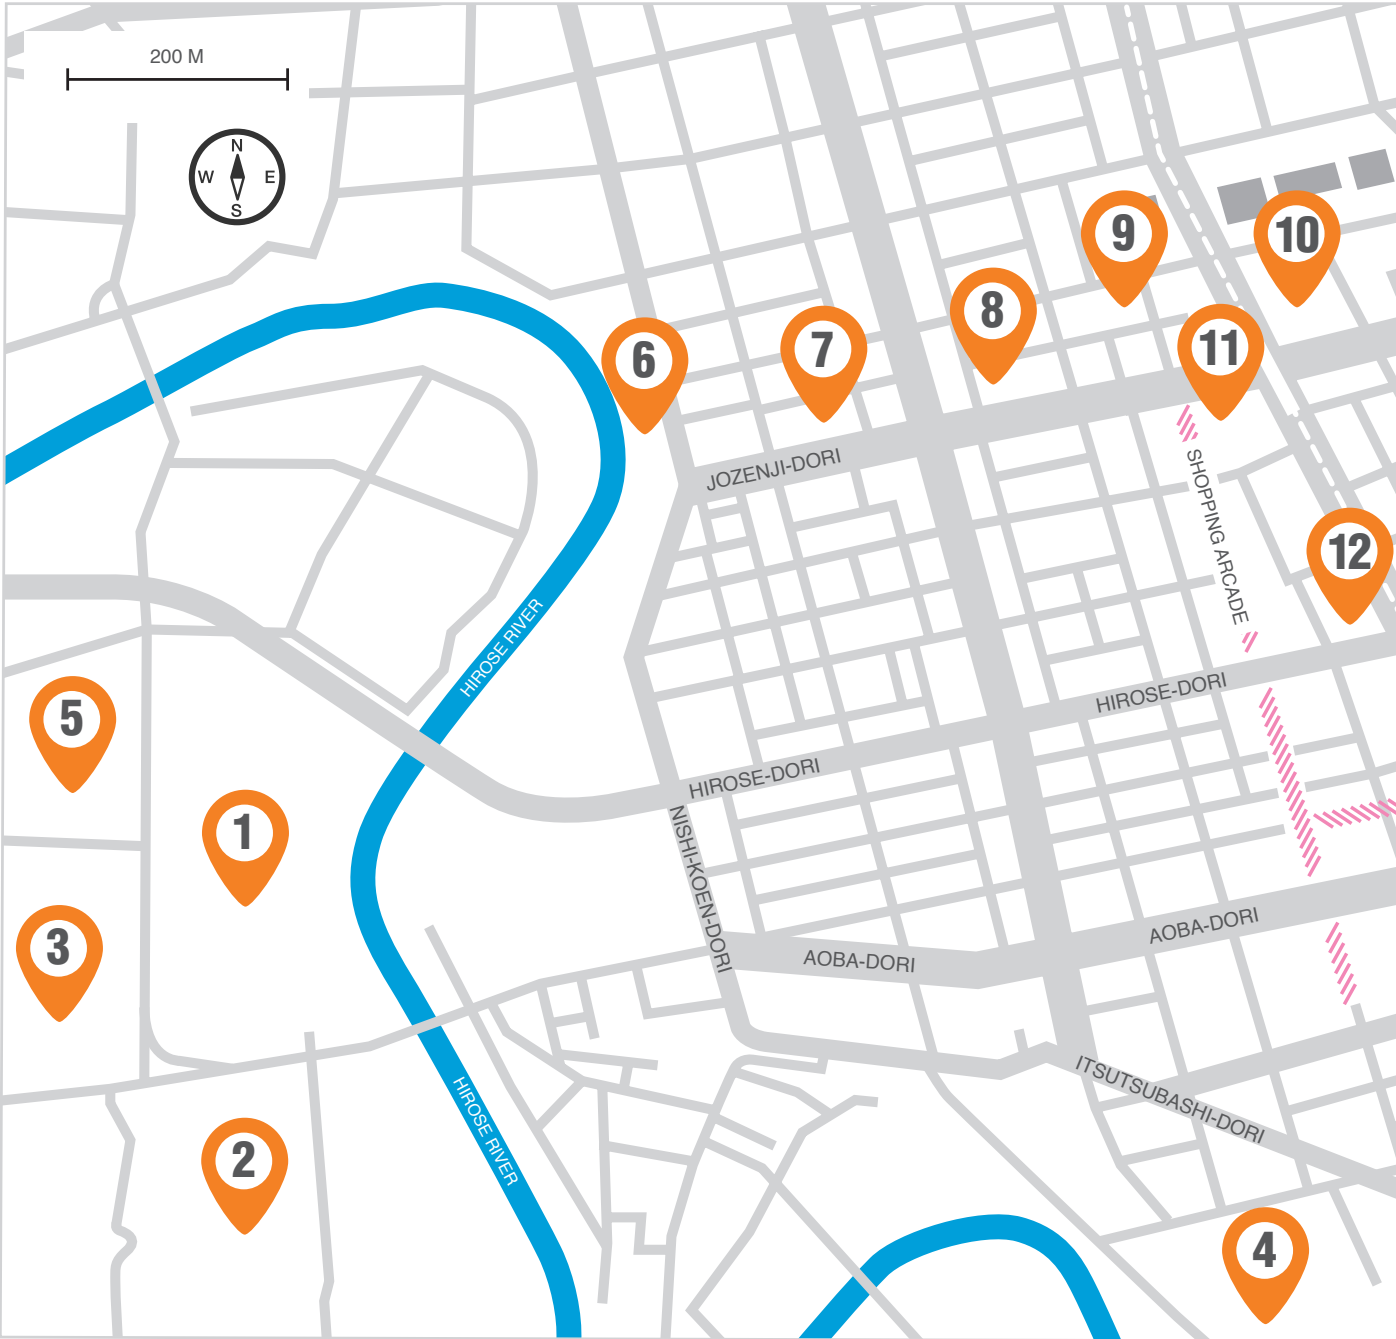 200 M
N
W E
S
9
10
8
11
7
6
JOZENJI-DORI
SHOPPING ARCADE
12
HIROSE RIVER
5
HIROSE-DORI
HIROSE-DORI
1
NISHI-KOEN-DORI
3
AOBA-DORI
AOBA-DORI
ITSUTSUBASHI-DORI
HIROSE RIVER
2
4